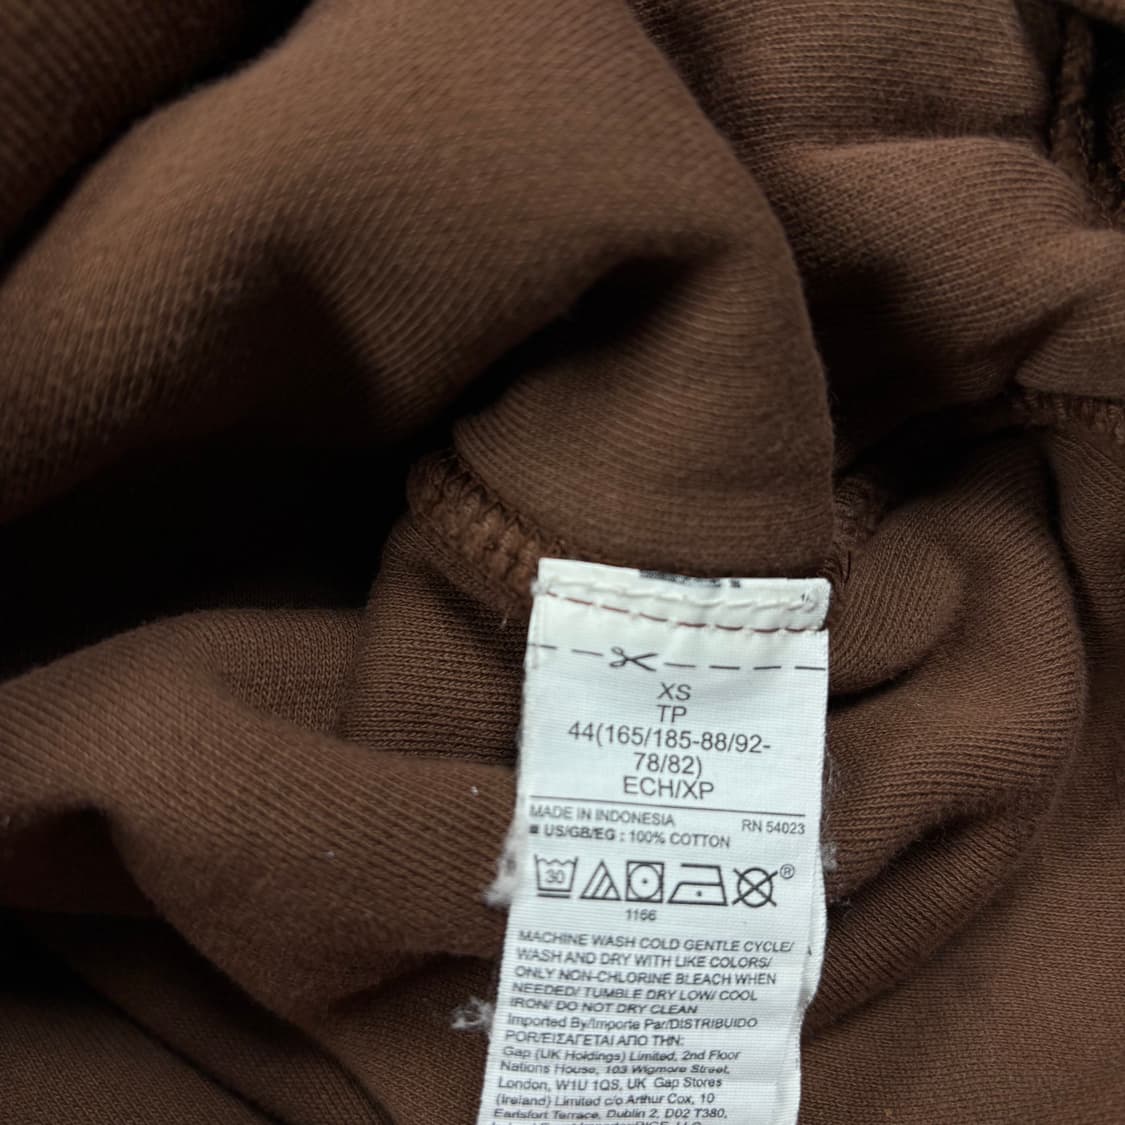 XS
TP
44(165/185-88/92-
78/82)
ECH/XP
MADE IN INDONESIA RN 54023
US/GB/EG : 100% COTTON
30 ®
1166
MACHINE WASH COLD GENTLE CYCLE/
WASH AND DRY WITH LIKE COLORS/
ONLY NON-CHLORINE BLEACH WHEN
NEEDED/ TUMBLE DRY LOW/ COOL
IRON/ DO NOT DRY CLEAN
Imported By/Importe Par/DISTRIBUIDO
POR/ΕΙΣΑΓΕΤΑΙ ΑΠΟ ΤΗΝ:
Gap (UK Holdings) Limited, 2nd Floor
Nations House, 103 Wigmore Street,
London, W1U 1QS, UK Gap Stores
(Ireland) Limited c/o Arthur Cox, 10
Earlsfort Terrace, Dublin 2, D02 T380,